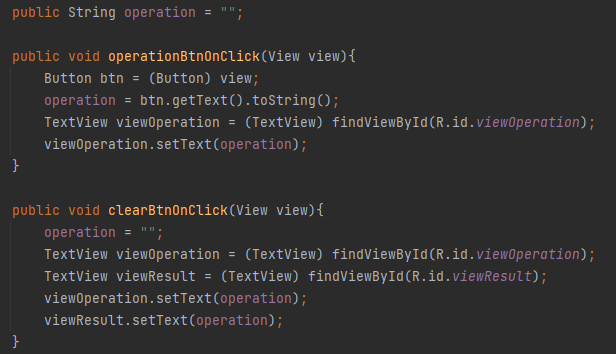 public String operation = "";
public void operationBtnOnClick(View view){
Button btn = (Button) view;
operation = btn.getText().toString();
TextView viewOperation = (TextView) findViewById(R.id.viewOperation);
viewOperation.setText(operation);
}
public void clearBtnOnClick(View view){
operation = "";
TextView viewOperation = (TextView) findViewById(R.id.viewOperation);
TextView viewResult = (TextView) findViewById(R.id.viewResult);
viewOperation.setText(operation);
viewResult.setText(operation);
}